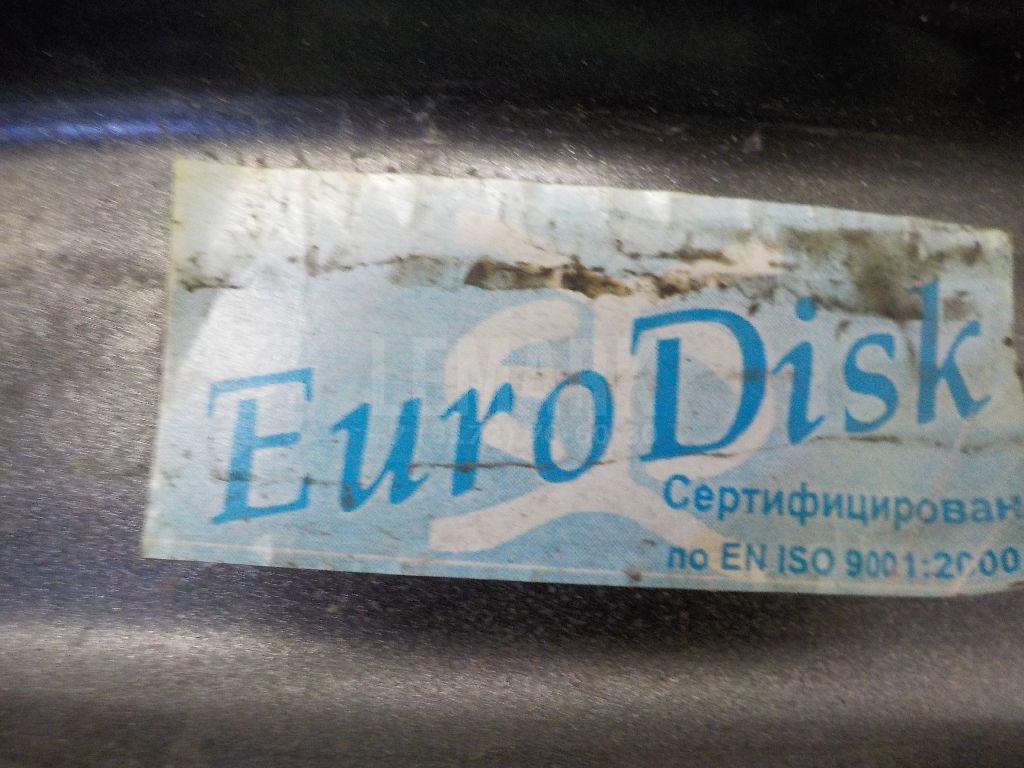 EuroDisk
Сертифицирован
по EN ISO 9001:2000